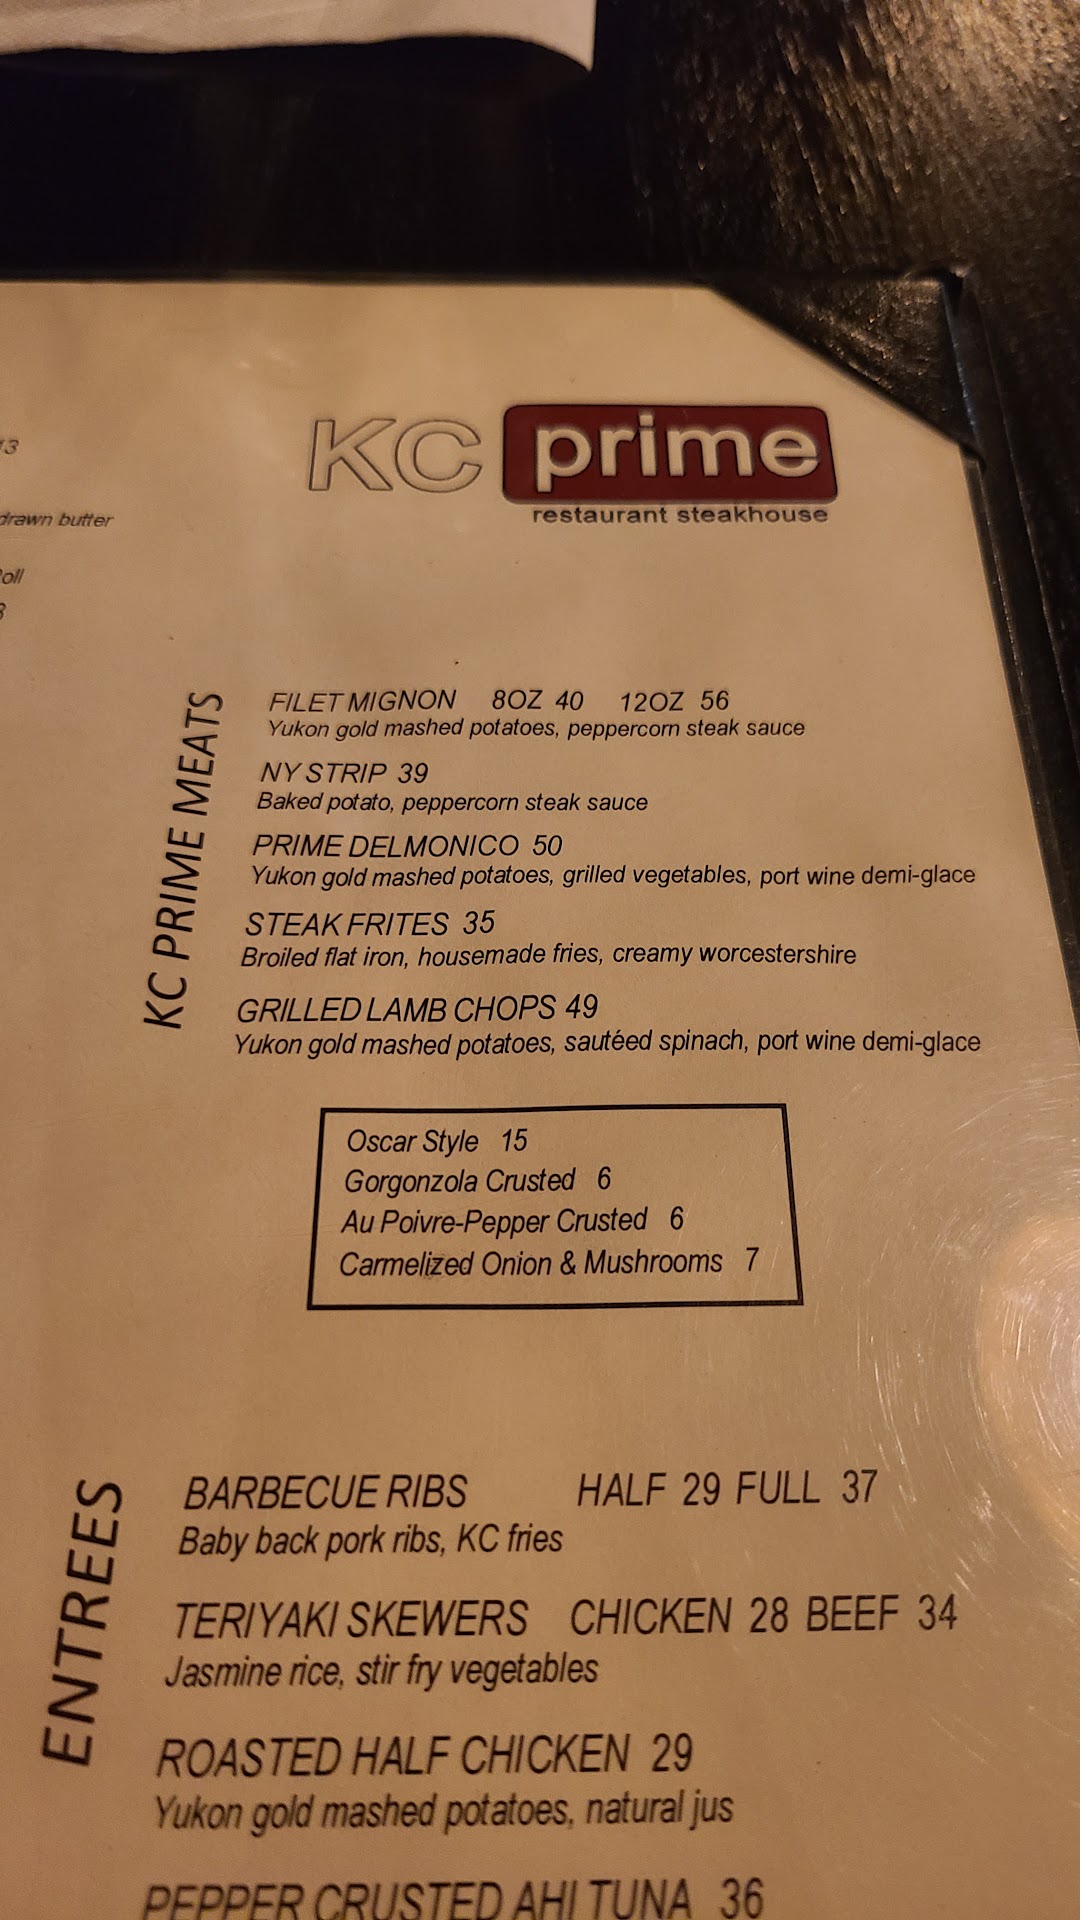 13
drawn butter
KC prime
restaurant steakhouse
KC PRIME MEATS
FILET MIGNON 8OZ 40 12OZ 56
Yukon gold mashed potatoes, peppercorn steak sauce
NY STRIP 39
Baked potato, peppercorn steak sauce
PRIME DELMONICO 50
Yukon gold mashed potatoes, grilled vegetables, port wine demi-glace
STEAK FRITES 35
Broiled flat iron, housemade fries, creamy worcestershire
GRILLED LAMB CHOPS 49
Yukon gold mashed potatoes, sautéed spinach, port wine demi-glace
Oscar Style 15
Gorgonzola Crusted 6
Au Poivre-Pepper Crusted 6
Carmelized Onion & Mushrooms 7
ENTREES
BARBECUE RIBS HALF 29 FULL 37
Baby back pork ribs, KC fries
TERIYAKI SKEWERS CHICKEN 28 BEEF 34
Jasmine rice, stir fry vegetables
ROASTED HALF CHICKEN 29
Yukon gold mashed potatoes, natural jus
PEPPER CRUSTED AHI TUNA 36